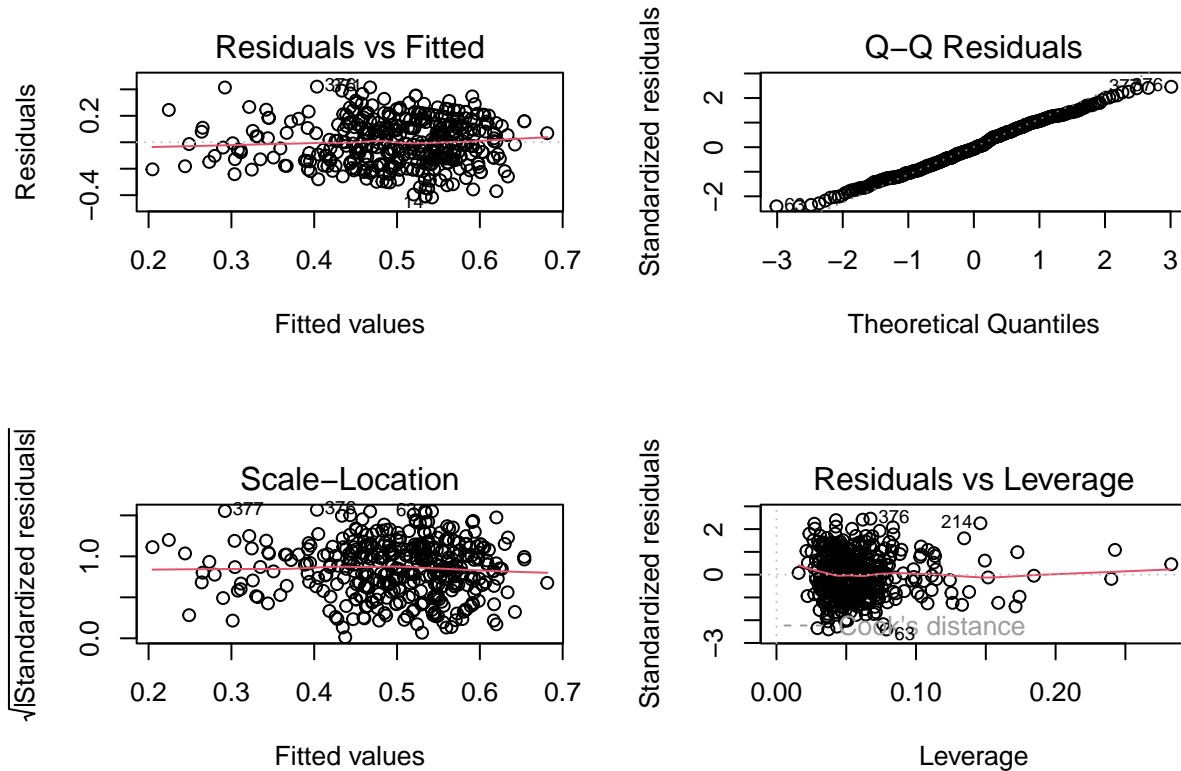 Residuals vs Fitted
Residuals
0.2
−0.4
376
14
0.2 0.3 0.4 0.5 0.6 0.7
Fitted values
Q−Q Residuals
Standardized residuals
2
0
−2
376
63
−3 −2 −1 0 1 2 3
Theoretical Quantiles
Scale−Location
√|Standardized residuals|
1.0
0.0
377
376
63
0.2 0.3 0.4 0.5 0.6 0.7
Fitted values
Residuals vs Leverage
Standardized residuals
2
0
−3
376
214
Cook's distance
63
0.00 0.10 0.20
Leverage